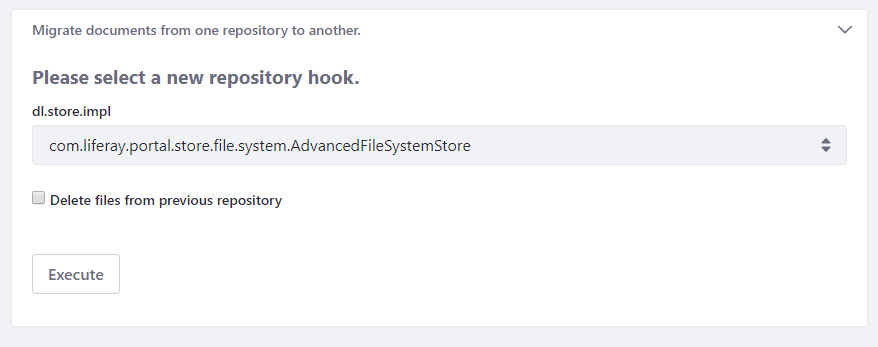 Migrate documents from one repository to another.
Please select a new repository hook.
dl.store.impl
com.liferay.portal.store.file.system.AdvancedFileSystemStore
Delete files from previous repository
Execute